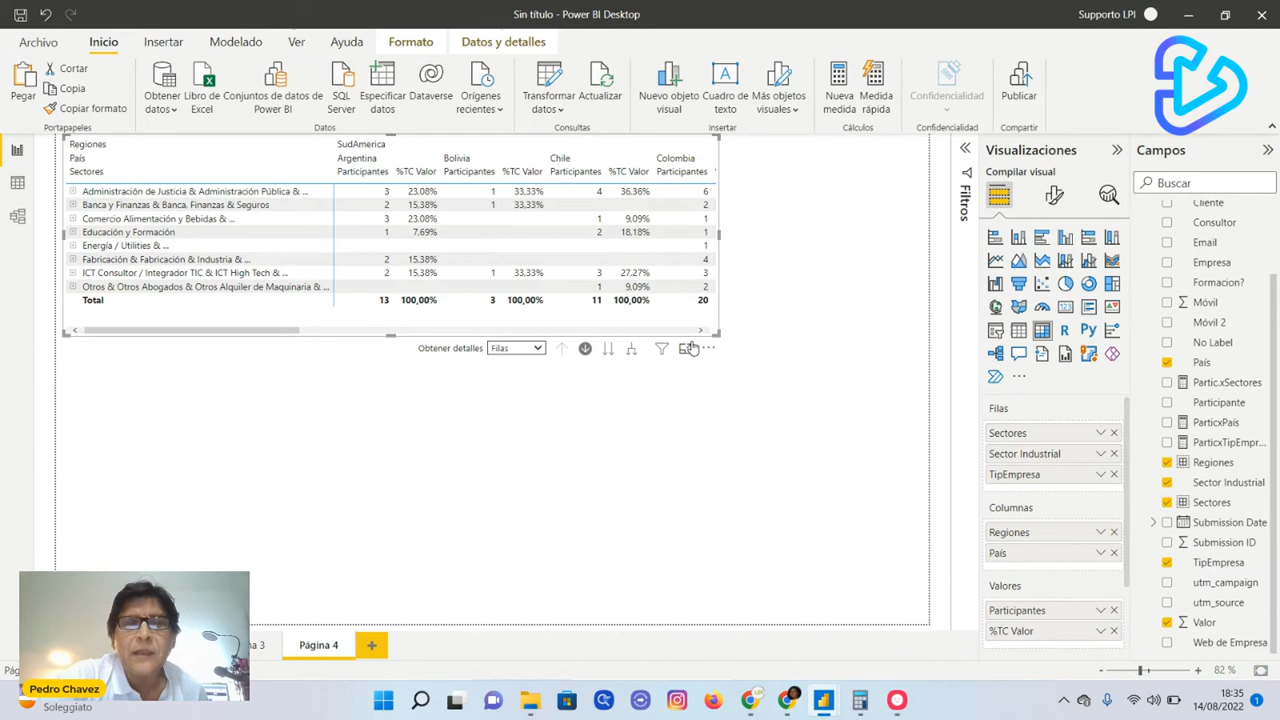 Sin título - Power BI Desktop
Supporto LPI
Archivo Inicio Insertar Modelado Ver Ayuda Formato Datos y detalles
Pegar
Cortar
Copia
Copiar formato
Portapapeles
Obtener datos
Libro de Excel
Conjuntos de datos de Power BI
SQL Server
Especificar datos
Dataverse
Orígenes recientes
Datos
Transformar datos
Actualizar
Consultas
Nuevo objeto visual
Cuadro de texto
Más objetos visuales
Insertar
Nueva medida
Medida rápida
Cálculos
Confidencialidad
Confidencialidad
Publicar
Compartir
Regiones SudAmerica
País Argentina Bolivia Chile Colombia
Sectores Participantes %TC Valor Participantes %TC Valor Participantes %TC Valor Participantes
Administración de Justicia & Administración Pública & ... 3 23.08% 1 33,33% 4 36,36% 6
Banca y Finanzas & Banca, Finanzas & Seguros 2 15,38% 1 33,33% 2
Comercio Alimentación y Bebidas & ... 3 23.08% 1 9.09% 1
Educación y Formación 1 7.69% 2 18,18% 1
Energía / Utilities & ... 1
Fabricación & Fabricación & Industria & ... 2 15.38% 4
ICT Consultor / Integrador TIC & ICT High Tech & ... 2 15,38% 1 33,33% 3 27,27% 3
Otros & Otros Abogados & Otros Alquiler de Maquinaria & ... 1 9.09% 2
Total 13 100,00% 3 100,00% 11 100,00% 20
Obtener detalles Filas
Filtros
Visualizaciones
Compilar visual
Filas
Sectores
Sector Industrial
TipEmpresa
Columnas
Regiones
País
Valores
Participantes
%TC Valor
Campos
Buscar
Cliente
Consultor
Email
Empresa
Formacion?
Móvil
Móvil 2
No Label
País
Partic.xSectores
Participante
ParticxPaís
ParticxTipEmpr...
Regiones
Sector Industrial
Sectores
Submission Date
Submission ID
TipEmpresa
utm_campaign
utm_source
Valor
Web de Empresa
Página 4
82 %
Pedro Chavez
Soleggiato
18:35
14/08/2022